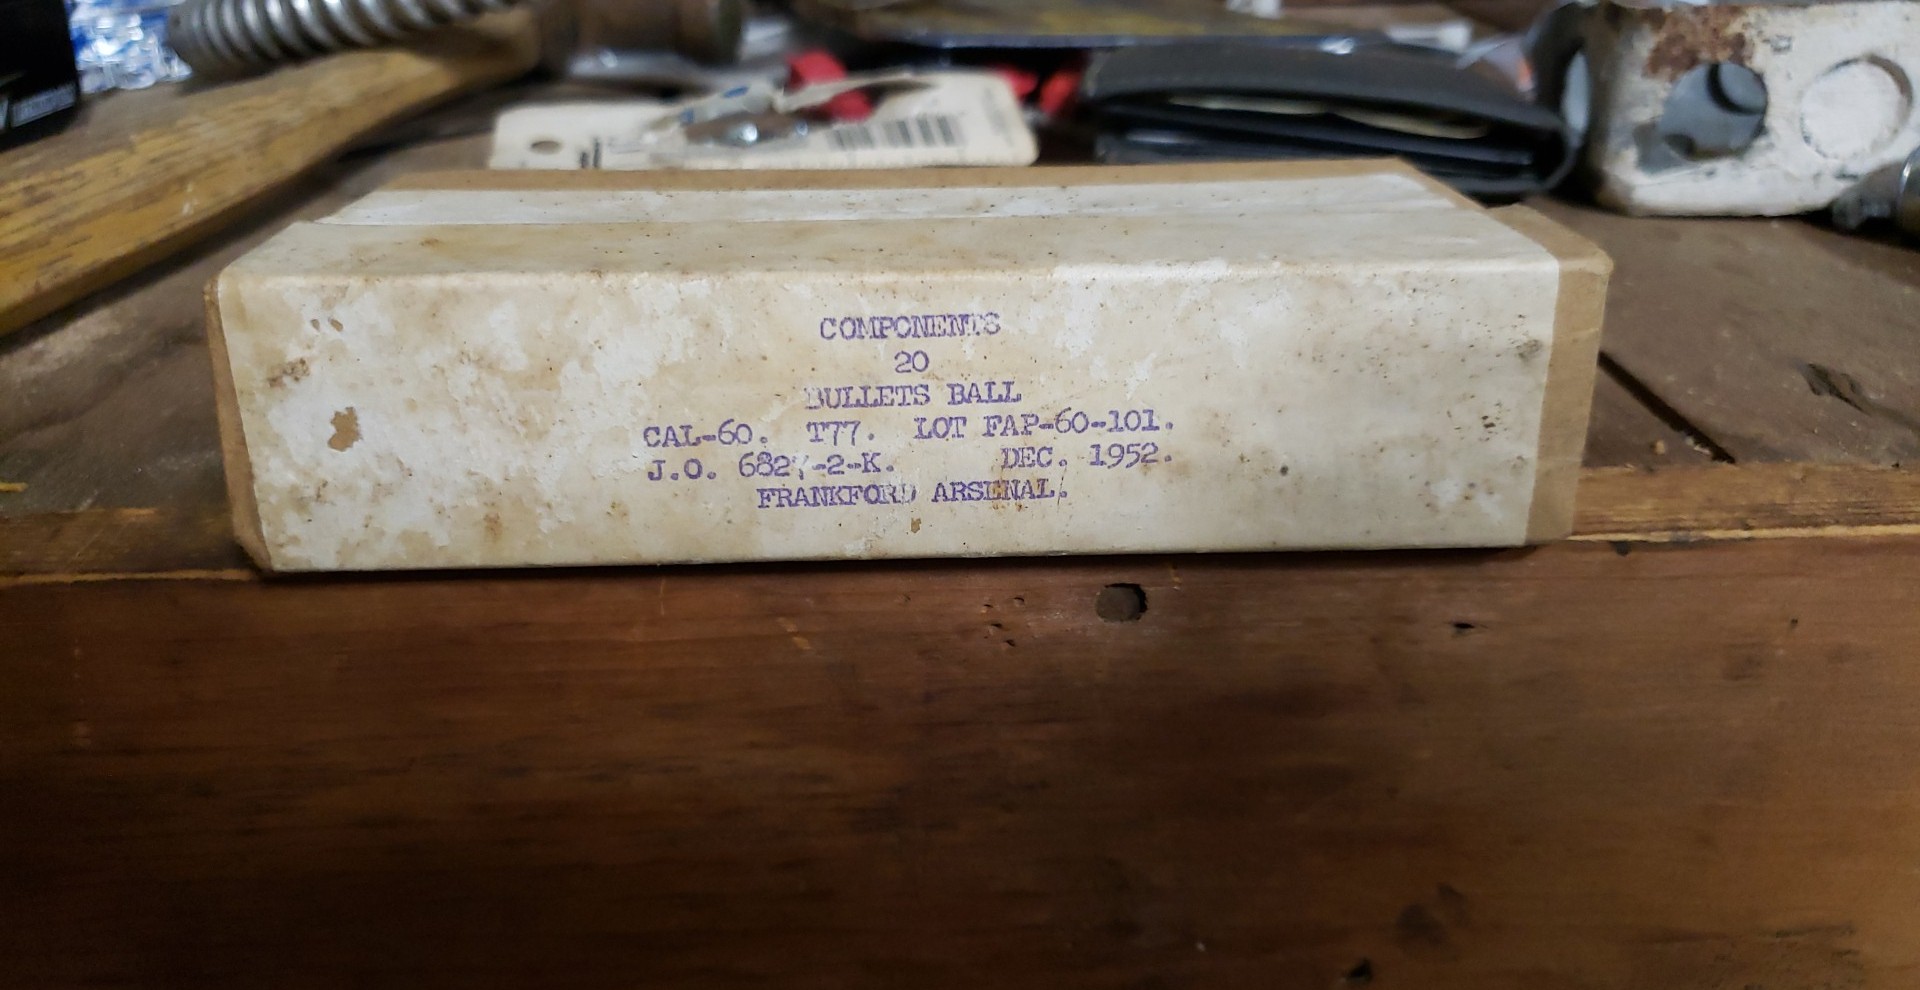 COMPONENTS
20
BULLETS BALL
CAL-60. T77. LOT FAP-60-101.
J.O. DEC. 1952.
FRANKFORD ARSENAL.